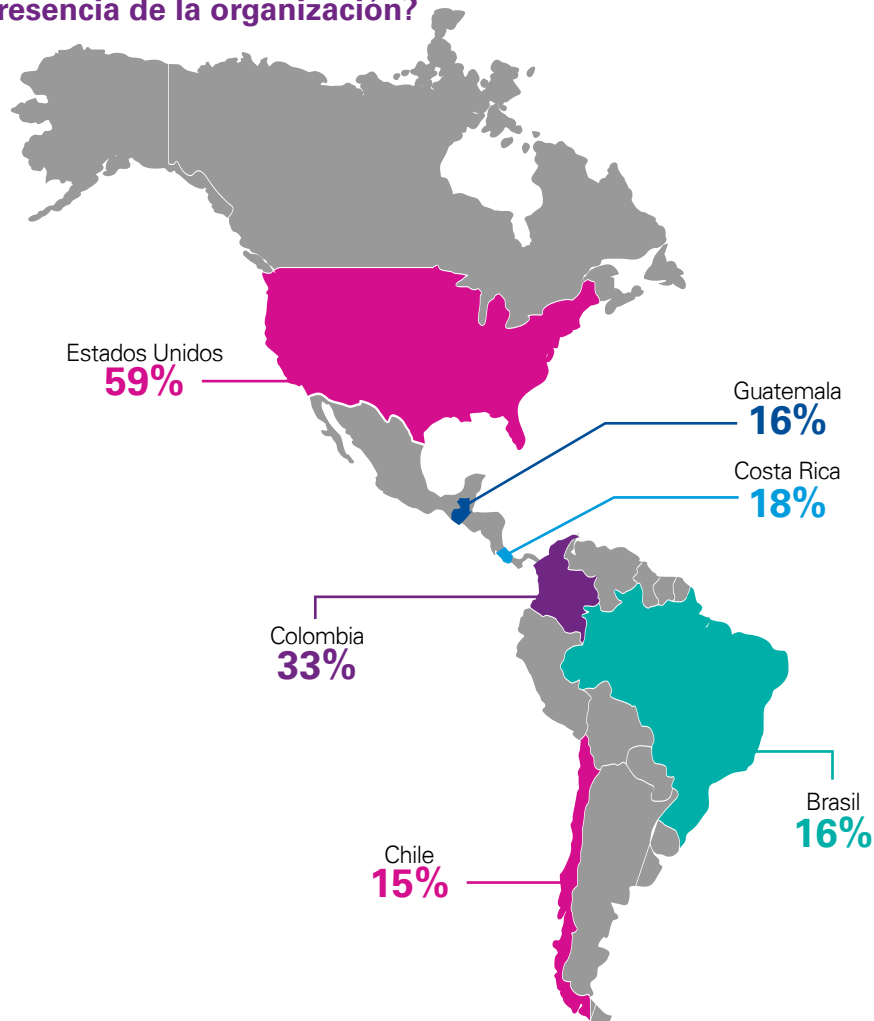 resencia de la organización?
Estados Unidos
59%
Guatemala
16%
Costa Rica
18%
Colombia
33%
Brasil
16%
Chile
15%